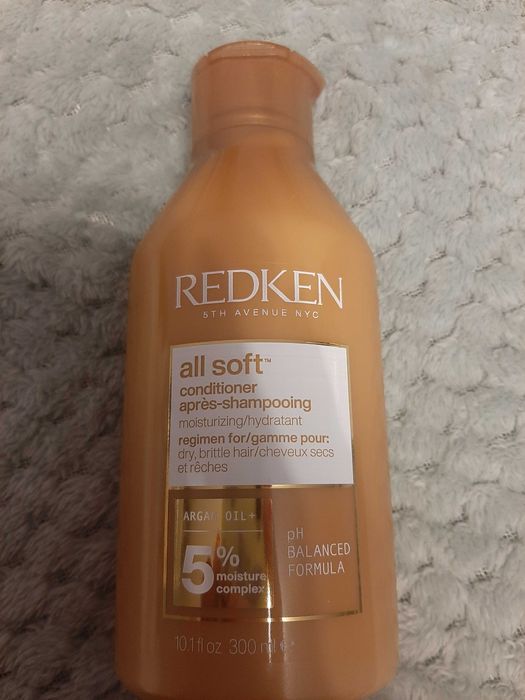 REDKEN
5TH AVENUE NYC
all soft™
conditioner
après-shampooing
moisturizing/hydratant
regimen for/gamme pour:
dry, brittle hair/cheveux secs
et rêches
ARGAN OIL+
5%
moisture
complex
pH
BALANCED
FORMULA
10.1 fl oz 300 ml e